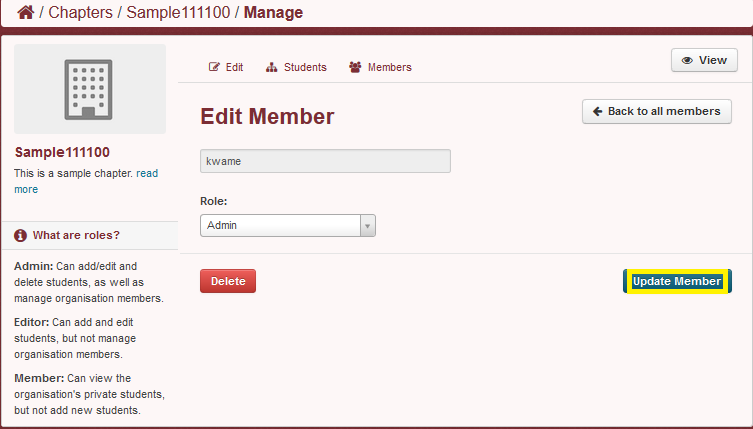 / Chapters / Sample111100 / Manage
Edit Students Members View
Edit Member
Back to all members
kwame
Role:
Admin
Delete
Update Member
Sample111100
This is a sample chapter. read
more
What are roles?
Admin: Can add/edit and
delete students, as well as
manage organisation members.
Editor: Can add and edit
students, but not manage
organisation members.
Member: Can view the
organisation's private students,
but not add new students.